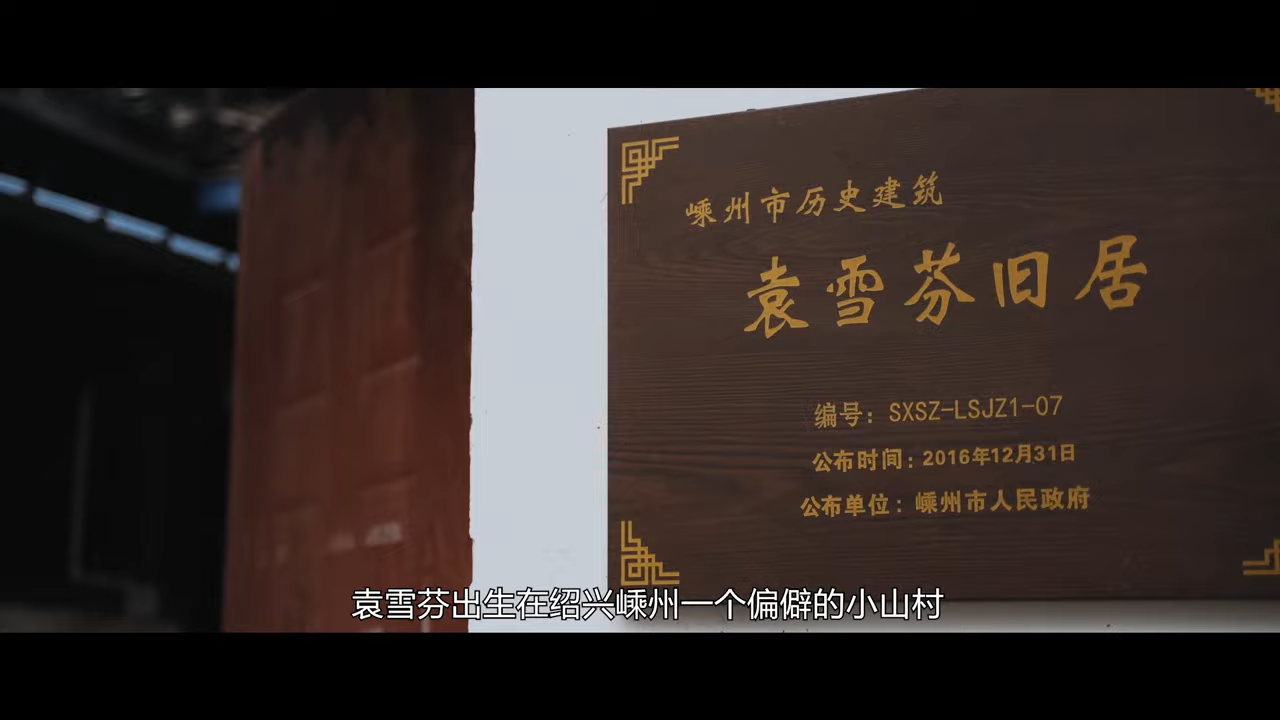 嵊州市历史建筑
袁雪芬旧居
编号：SXSZ-LSJZ1-07
公布时间：2016年12月31日
公布单位：嵊州市人民政府
袁雪芬出生在绍兴嵊州一个偏僻的小山村